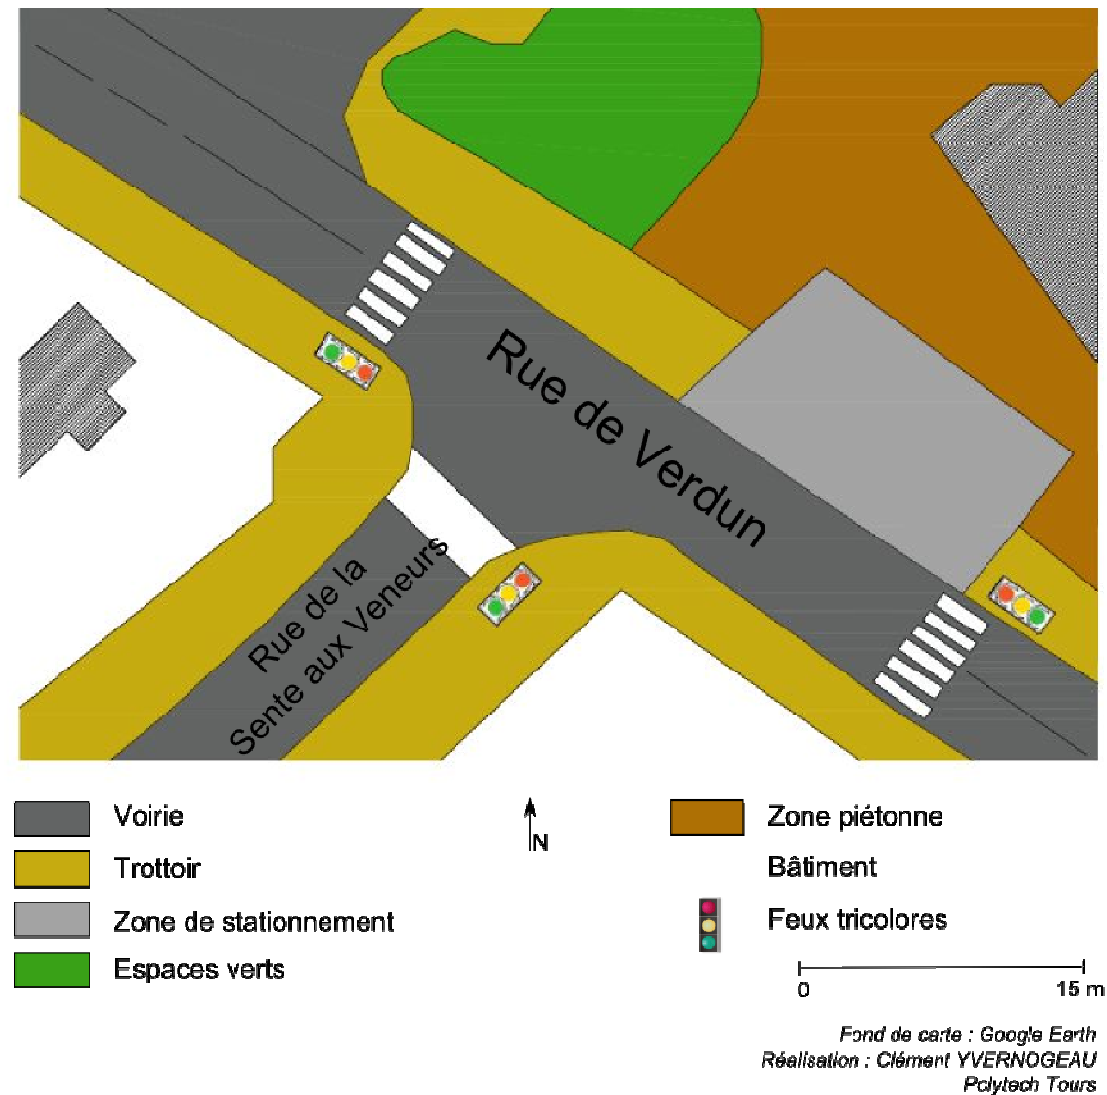 Rue de Verdun
Rue de la
Sente aux Veneurs
Voirie
Trottoir
Zone de stationnement
Espaces verts
N
Zone piétonne
Bâtiment
Feux tricolores
0 15 m
Fond de carte : Google Earth
Réalisation : Clément YVERNOGEAU
Polytech Tours